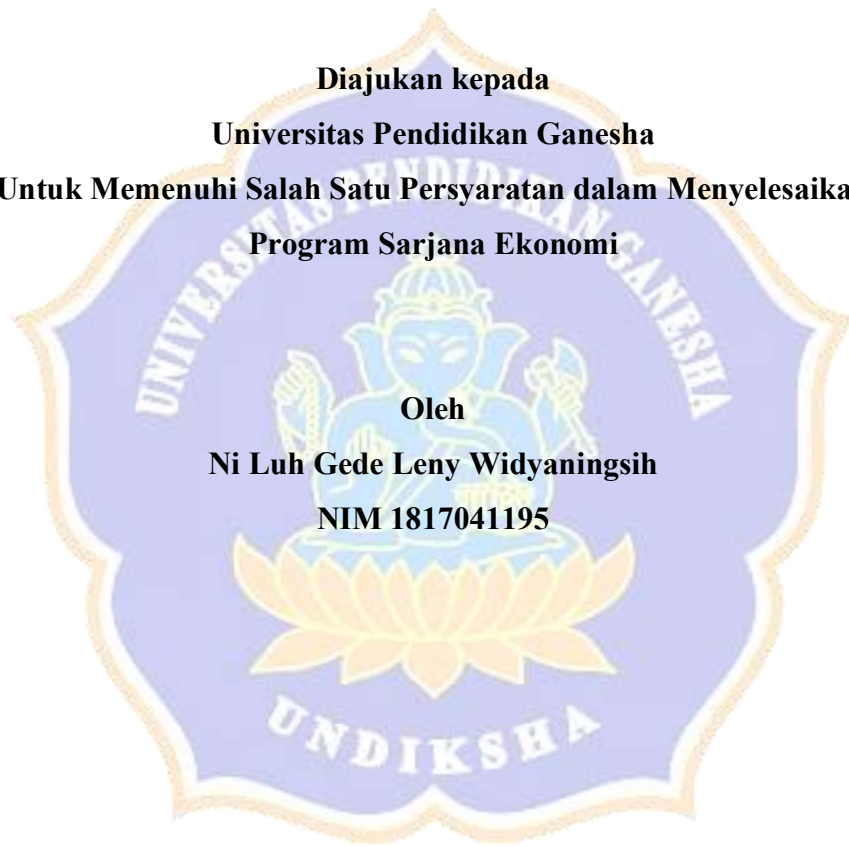 Diajukan kepada
Universitas Pendidikan Ganesha
Untuk Memenuhi Salah Satu Persyaratan dalam Menyelesaika
Program Sarjana Ekonomi
UNIVERSITAS PENDIDIKAN GANESHA
Oleh
Ni Luh Gede Leny Widyaningsih
NIM 1817041195
UNDIKSHA